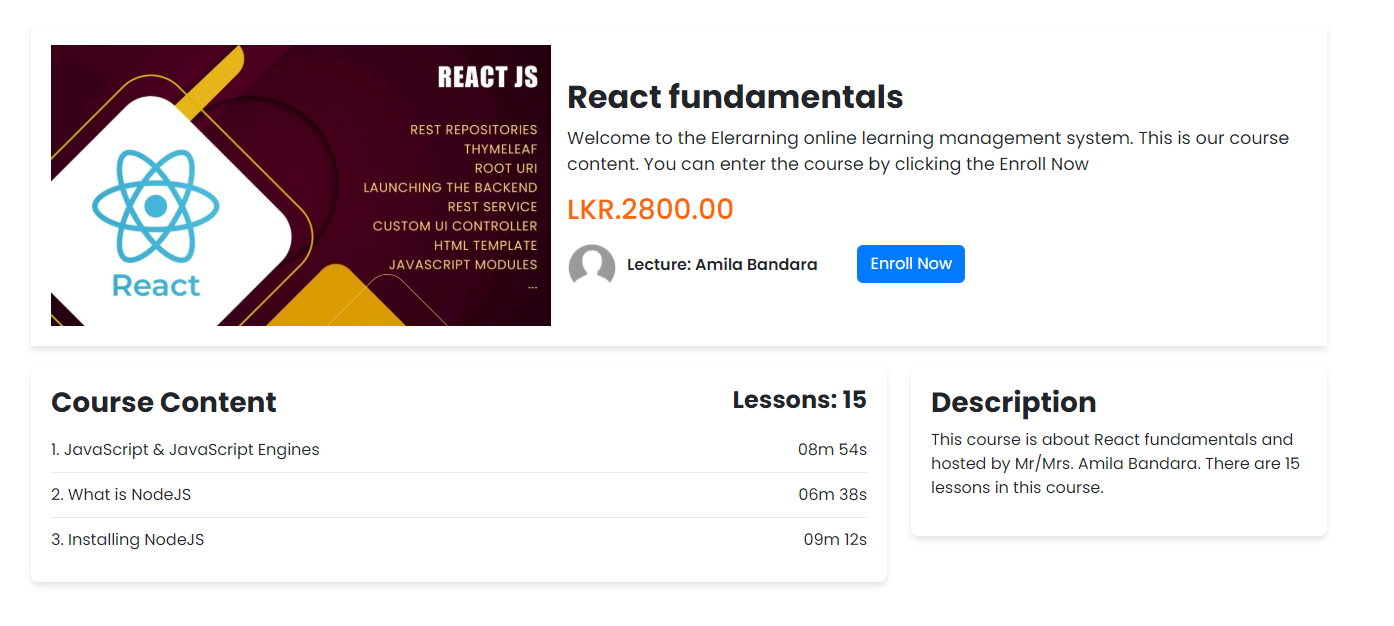 REACT JS
REST REPOSITORIES
THYMELEAF
ROOT URI
LAUNCHING THE BACKEND
REST SERVICE
CUSTOM UI CONTROLLER
HTML TEMPLATE
JAVASCRIPT MODULES
...
React
React fundamentals
Welcome to the Elerarning online learning management system. This is our course
content. You can enter the course by clicking the Enroll Now
LKR.2800.00
Lecture: Amila Bandara
Enroll Now
Course Content
Lessons: 15
1. JavaScript & JavaScript Engines 08m 54s
2. What is NodeJS 06m 38s
3. Installing NodeJS 09m 12s
Description
This course is about React fundamentals and
hosted by Mr/Mrs. Amila Bandara. There are 15
lessons in this course.